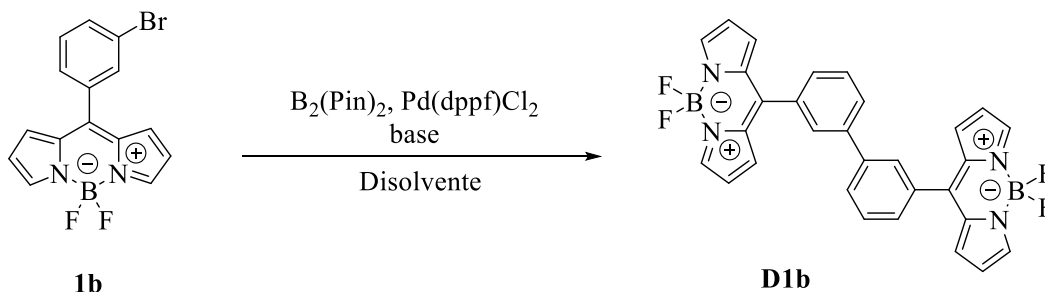 Br
N
N
B
F
F
1b
B2(Pin)2, Pd(dppf)Cl2
base
Disolvente
N
F
B
F
N
N
F
B
F
N
D1b